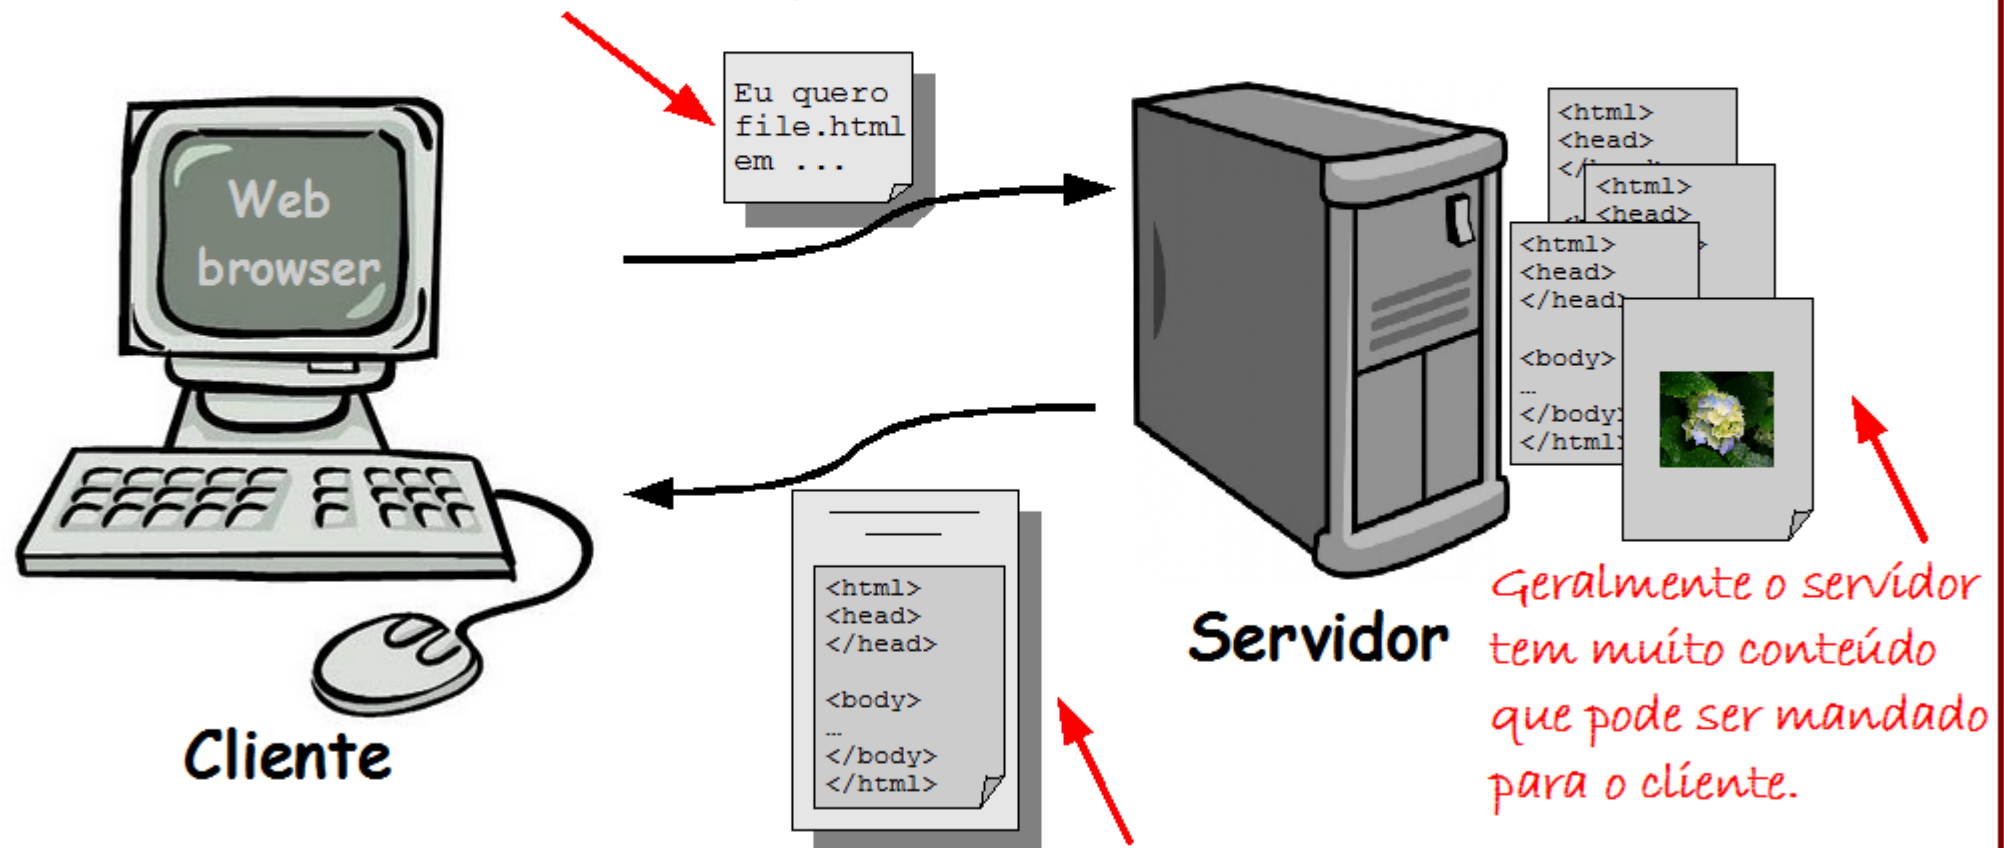 Eu quero
file.html
em ...
Web
browser
<html>
<head>
<html>
<head>
<html>
<head>
</head>
<body>
…
</body>
</html>
Servidor
Geralmente o servidor
tem muito conteúdo
que pode ser mandado
para o cliente.
Cliente
<html>
<head>
</head>
<body>
…
</body>
</html>